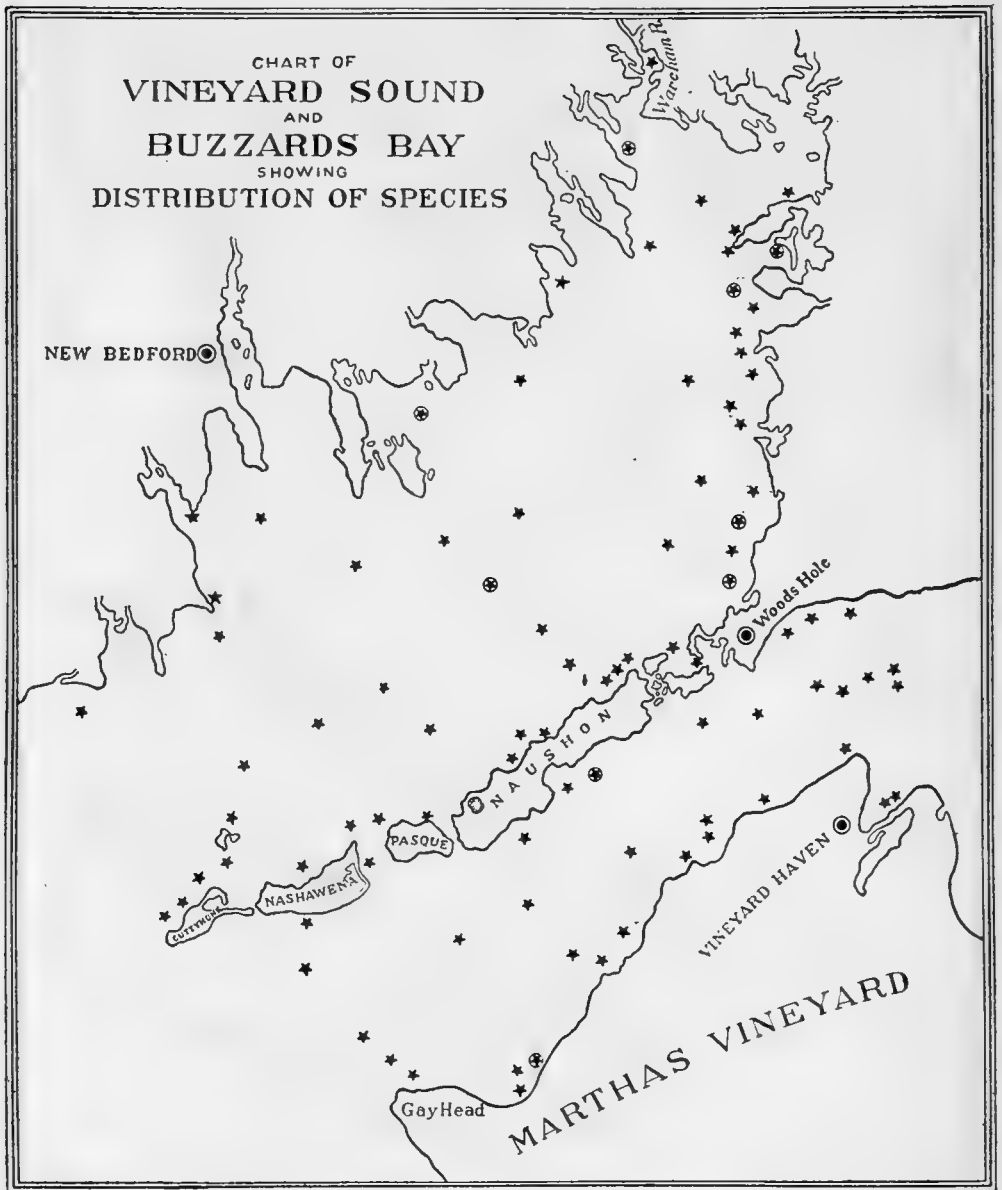 CHART OF
VINEYARD SOUND
AND
BUZZARDS BAY
SHOWING
DISTRIBUTION OF SPECIES
Wareham R.
NEW BEDFORD
Woods Hole
NAUSHON
PASQUE
NASHAWENA
CUTTYHUNK
VINEYARD HAVEN
MARTHAS VINEYARD
Gay Head